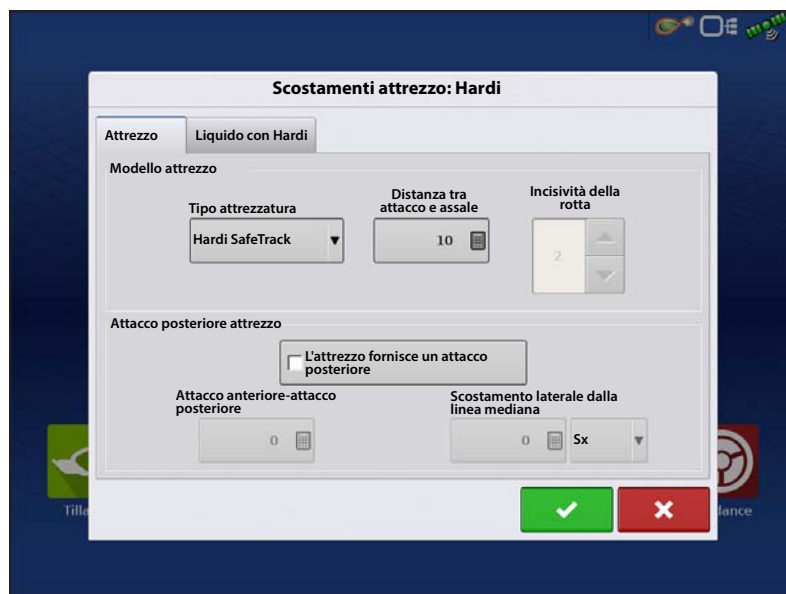 Scostamenti attrezzo: Hardi
Attrezzo
Liquido con Hardi
Modello attrezzo
Tipo attrezzatura
Hardi SafeTrack
Distanza tra
attacco e assale
10
Incisività della
rotta
2
Attacco posteriore attrezzo
L'attrezzo fornisce un attacco
posteriore
Attacco anteriore-attacco
posteriore
0
Scostamento laterale dalla
linea mediana
0
Sx
Tilla
dance